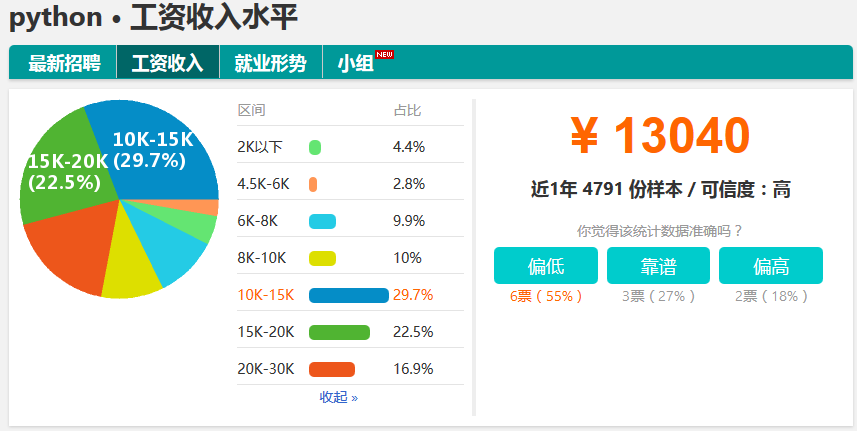 python • 工资收入水平
最新招聘 工资收入 就业形势 小组 NEW
10K-15K
(29.7%)
15K-20K
(22.5%)
区间 占比
2K以下 4.4%
4.5K-6K 2.8%
6K-8K 9.9%
8K-10K 10%
10K-15K 29.7%
15K-20K 22.5%
20K-30K 16.9%
收起 »
¥ 13040
近1年 4791 份样本 / 可信度：高
你觉得该统计数据准确吗？
偏低 靠谱 偏高
6票 ( 55% ) 3票 ( 27% ) 2票 ( 18% )